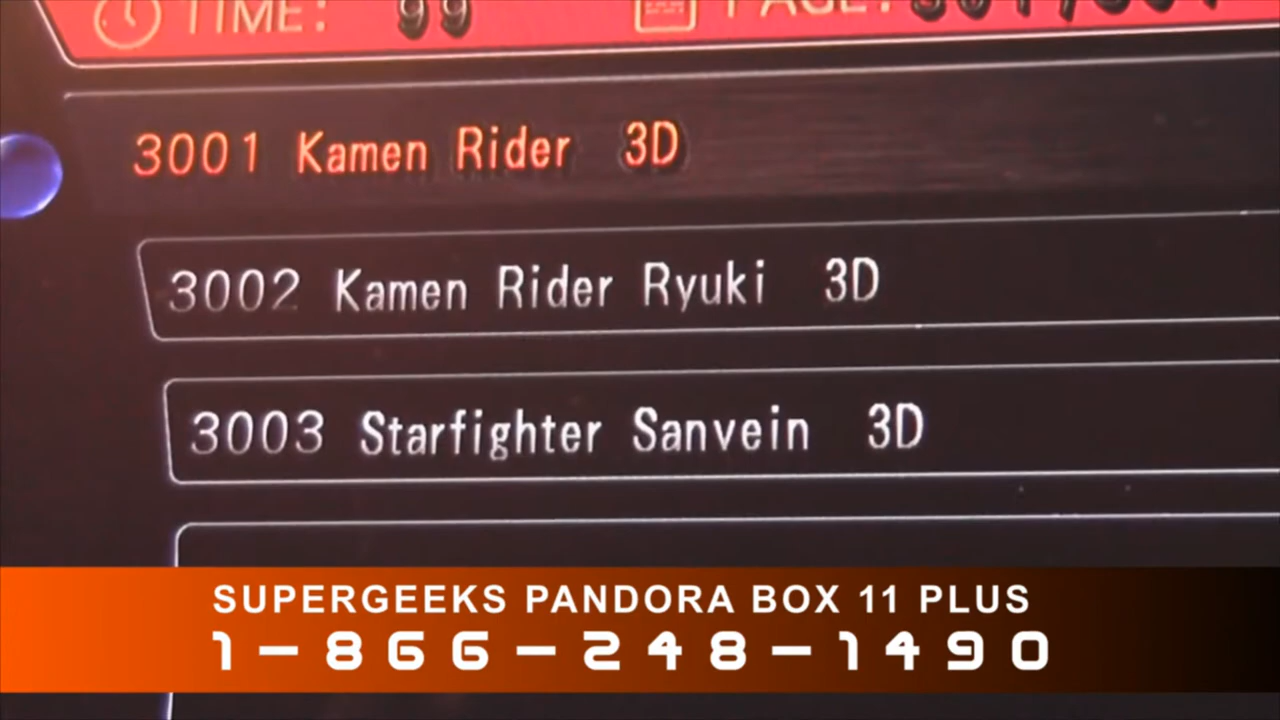 TIME: 99 PAGE:
3001 Kamen Rider 3D
3002 Kamen Rider Ryuki 3D
3003 Starfighter Sanvein 3D
SUPERGEEKS PANDORA BOX 11 PLUS
1-866-248-1490